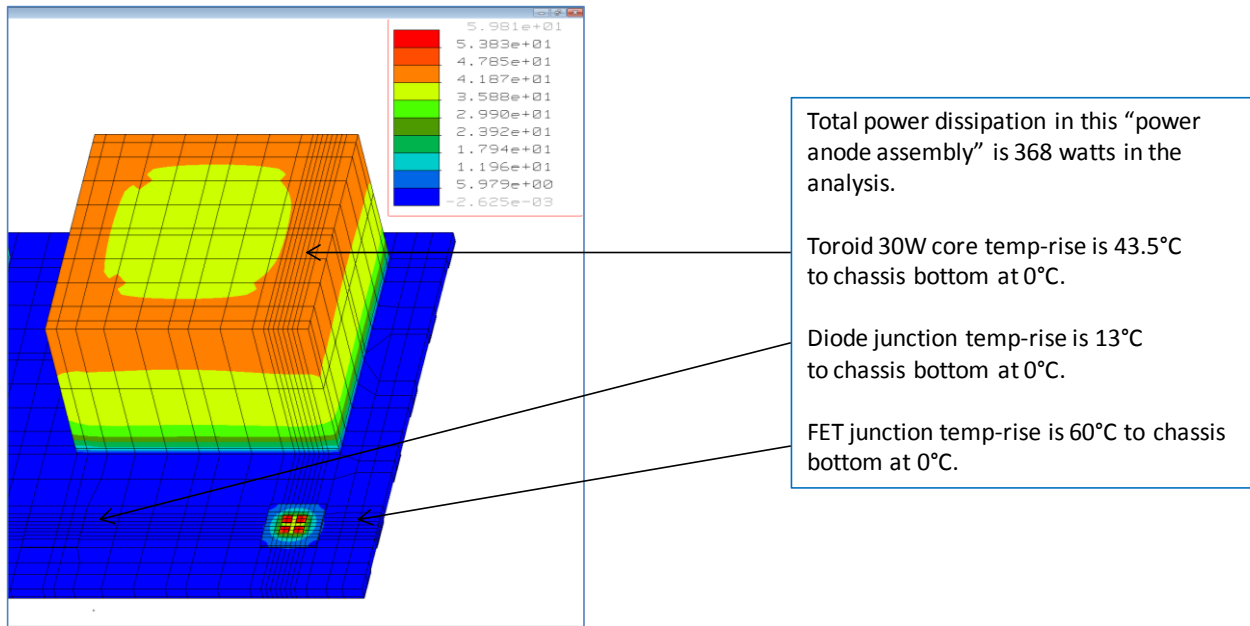 5.981e+01
5.383e+01
4.785e+01
4.187e+01
3.588e+01
2.990e+01
2.392e+01
1.794e+01
1.196e+01
5.979e+00
-2.625e-03
Total power dissipation in this “power
anode assembly” is 368 watts in the
analysis.
Toroid 30W core temp-rise is 43.5°C
to chassis bottom at 0°C.
Diode junction temp-rise is 13°C
to chassis bottom at 0°C.
FET junction temp-rise is 60°C to chassis
bottom at 0°C.